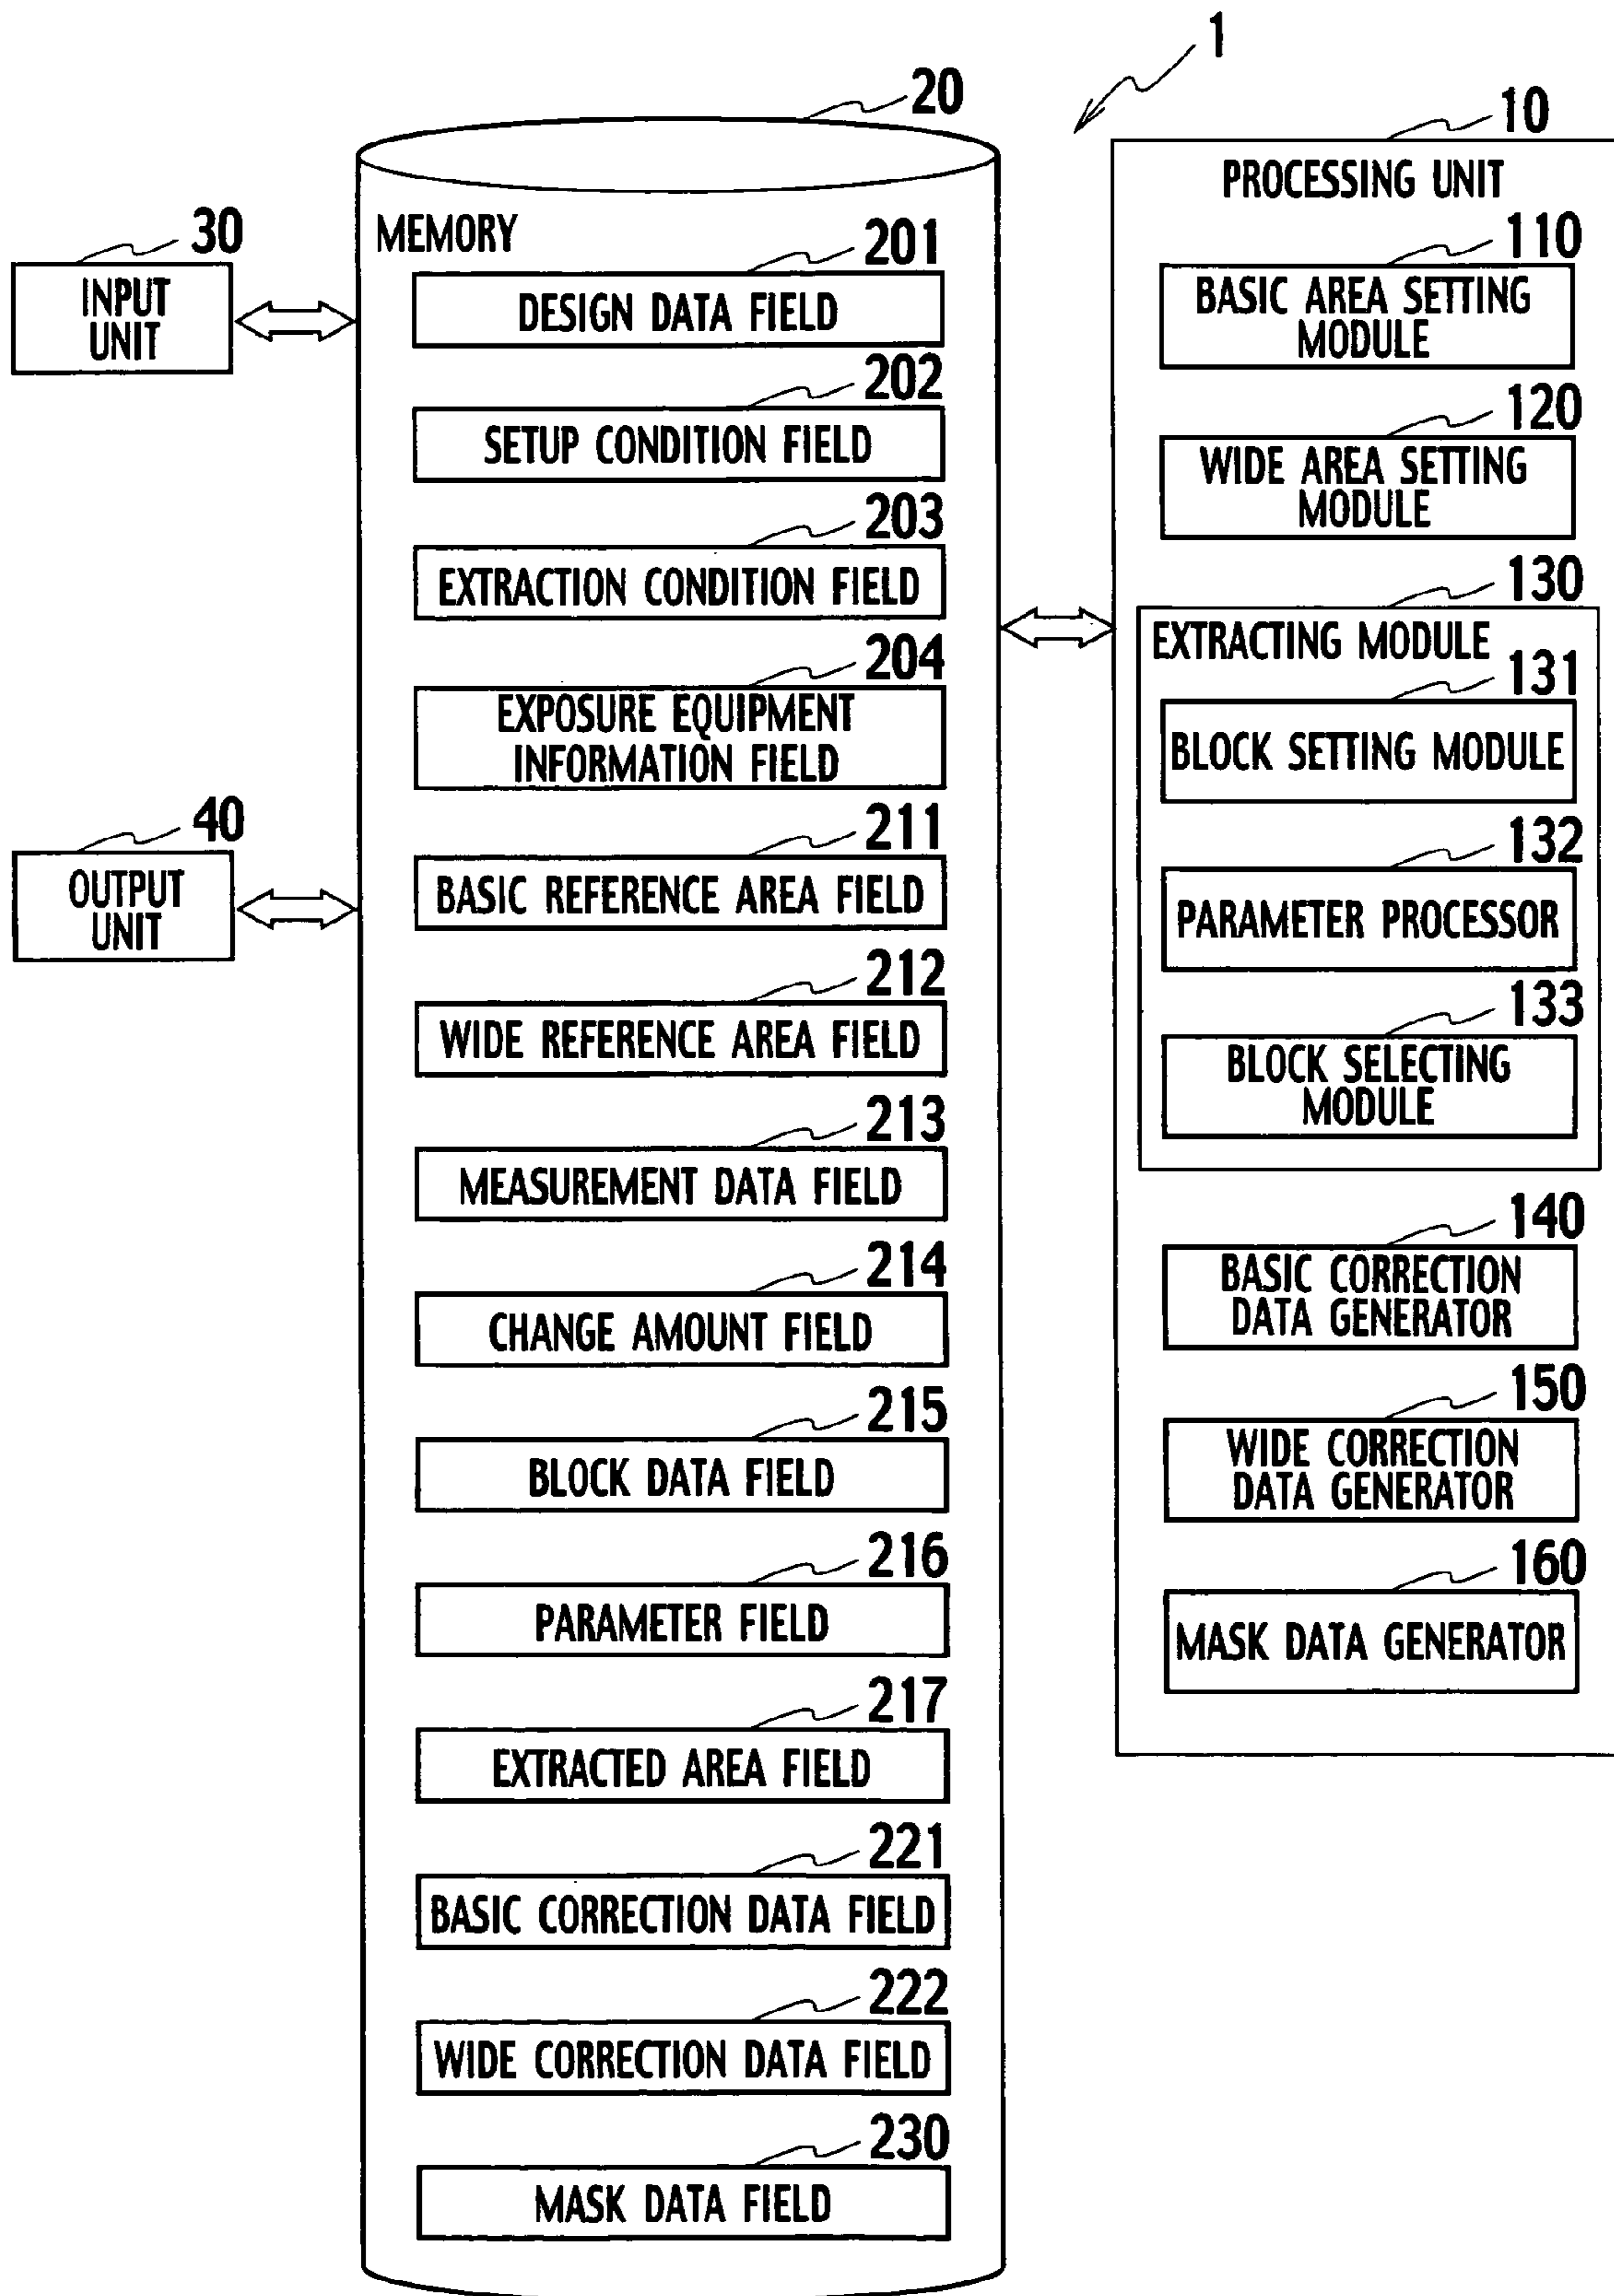 1
20
10
PROCESSING UNIT
30
INPUT
UNIT
MEMORY
201
DESIGN DATA FIELD
202
SETUP CONDITION FIELD
203
EXTRACTION CONDITION FIELD
204
EXPOSURE EQUIPMENT
INFORMATION FIELD
40
OUTPUT
UNIT
211
BASIC REFERENCE AREA FIELD
212
WIDE REFERENCE AREA FIELD
213
MEASUREMENT DATA FIELD
214
CHANGE AMOUNT FIELD
215
BLOCK DATA FIELD
216
PARAMETER FIELD
217
EXTRACTED AREA FIELD
221
BASIC CORRECTION DATA FIELD
222
WIDE CORRECTION DATA FIELD
230
MASK DATA FIELD
110
BASIC AREA SETTING
MODULE
120
WIDE AREA SETTING
MODULE
130
EXTRACTING MODULE
131
BLOCK SETTING MODULE
132
PARAMETER PROCESSOR
133
BLOCK SELECTING
MODULE
140
BASIC CORRECTION
DATA GENERATOR
150
WIDE CORRECTION
DATA GENERATOR
160
MASK DATA GENERATOR